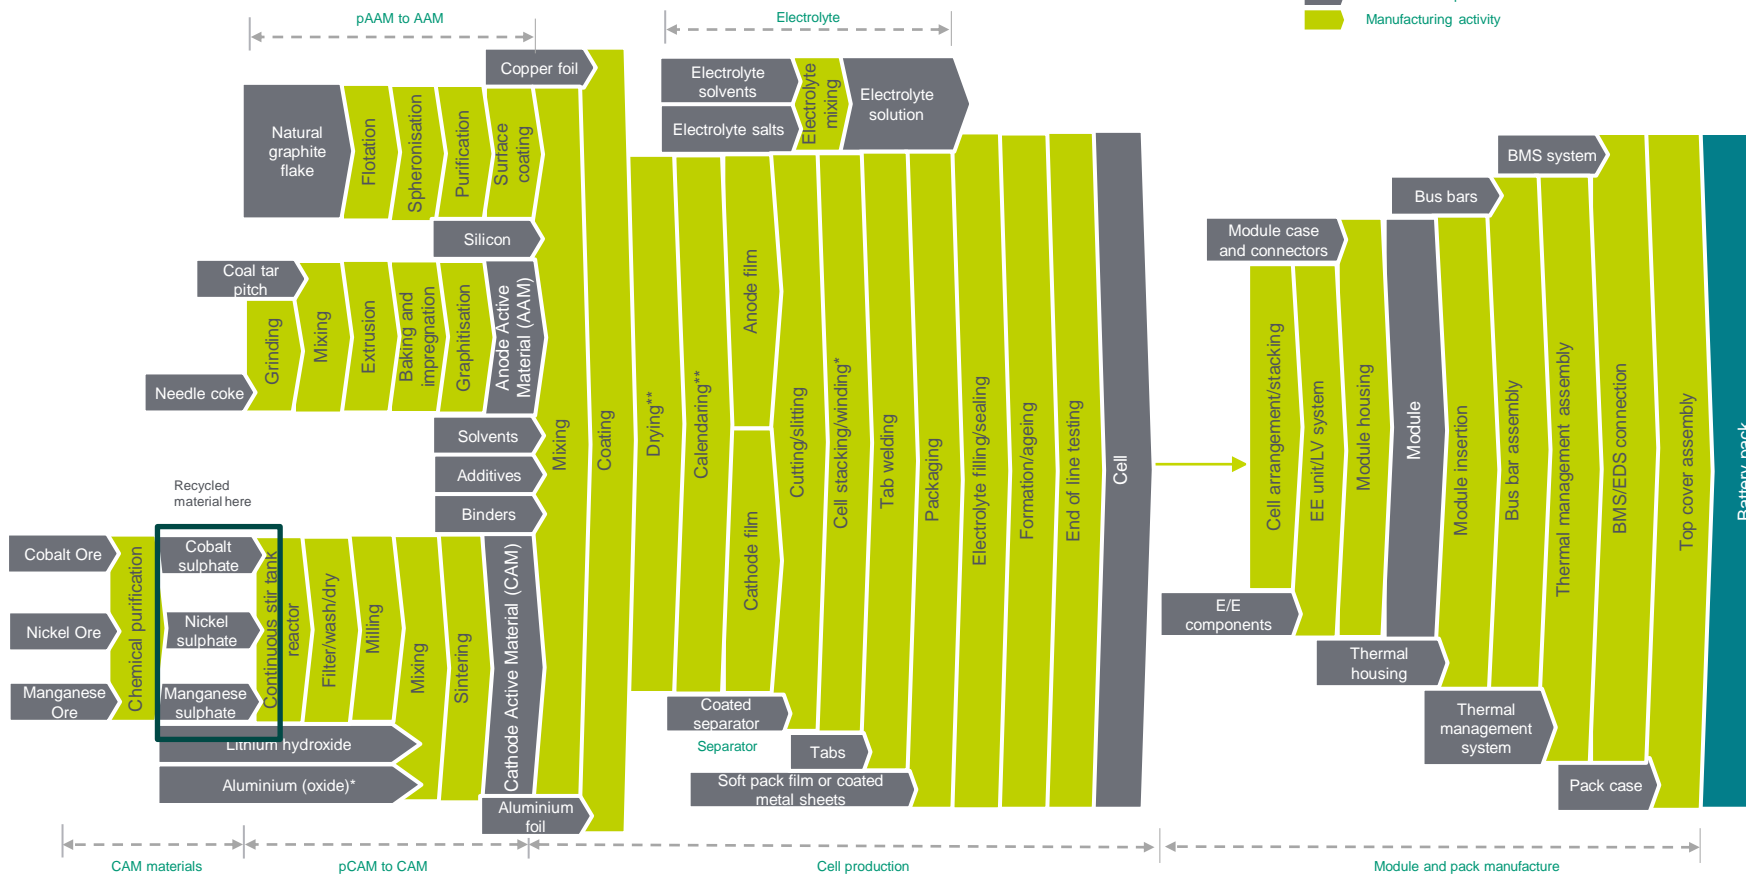 pAAM to AAM
Electrolyte
Manufacturing activity
Copper foil
Electrolyte
solvents
Electrolyte salts
Electrolyte
mixing
Electrolyte
solution
Natural
graphite
flake
Flotation
Spheronisation
Purification
Surface
coating
Silicon
Coal tar
pitch
Needle coke
Grinding
Mixing
Extrusion
Baking and
impregnation
Graphitisation
Anode Active
Material (AAM)
Solvents
Additives
Binders
Recycled
material here
Cobalt Ore
Nickel Ore
Manganese
Ore
Chemical purification
Cobalt
sulphate
Nickel
sulphate
Manganese
sulphate
Continuous stir tank
reactor
Filter/wash/dry
Milling
Mixing
Sintering
Cathode Active Material (CAM)
Lithium hydroxide
Aluminium (oxide)*
Aluminium
foil
Mixing
Coating
Drying**
Calendaring**
Anode film
Cathode film
Cutting/slitting
Cell stacking/winding*
Tab welding
Packaging
Electrolyte filling/sealing
Formation/ageing
End of line testing
Cell
Coated
separator
Separator
Tabs
Soft pack film or coated
metal sheets
Module case
and connectors
Bus bars
BMS system
Cell arrangement/stacking
EE unit/LV system
Module housing
Module
Module insertion
Bus bar assembly
Thermal management assembly
BMS/EDS connection
Top cover assembly
Battery pack
E/E
components
Thermal
housing
Thermal
management
system
Pack case
CAM materials
pCAM to CAM
Cell production
Module and pack manufacture